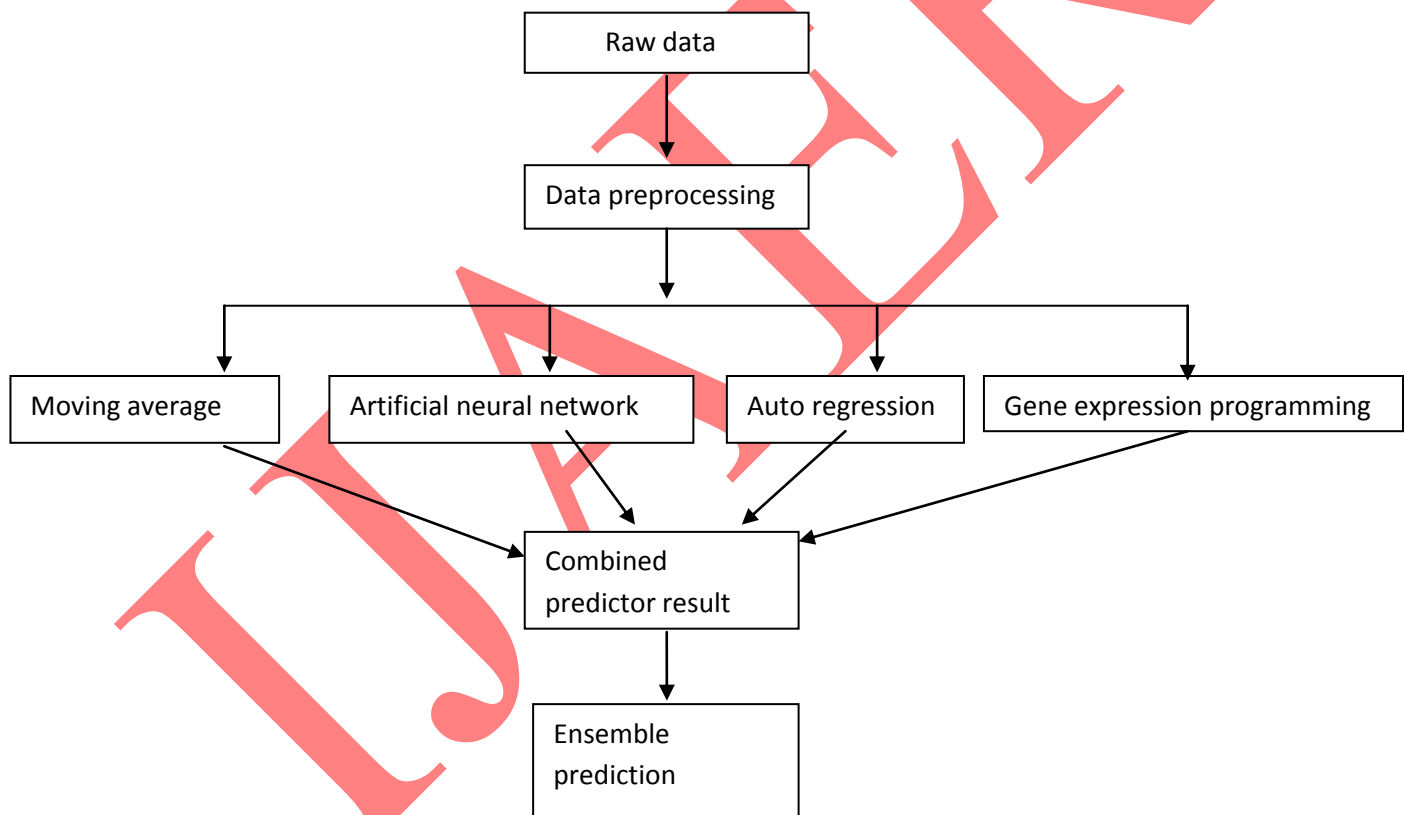 Raw data
Data preprocessing
Moving average
Artificial neural network
Auto regression
Gene expression programming
Combined
predictor result
Ensemble
prediction